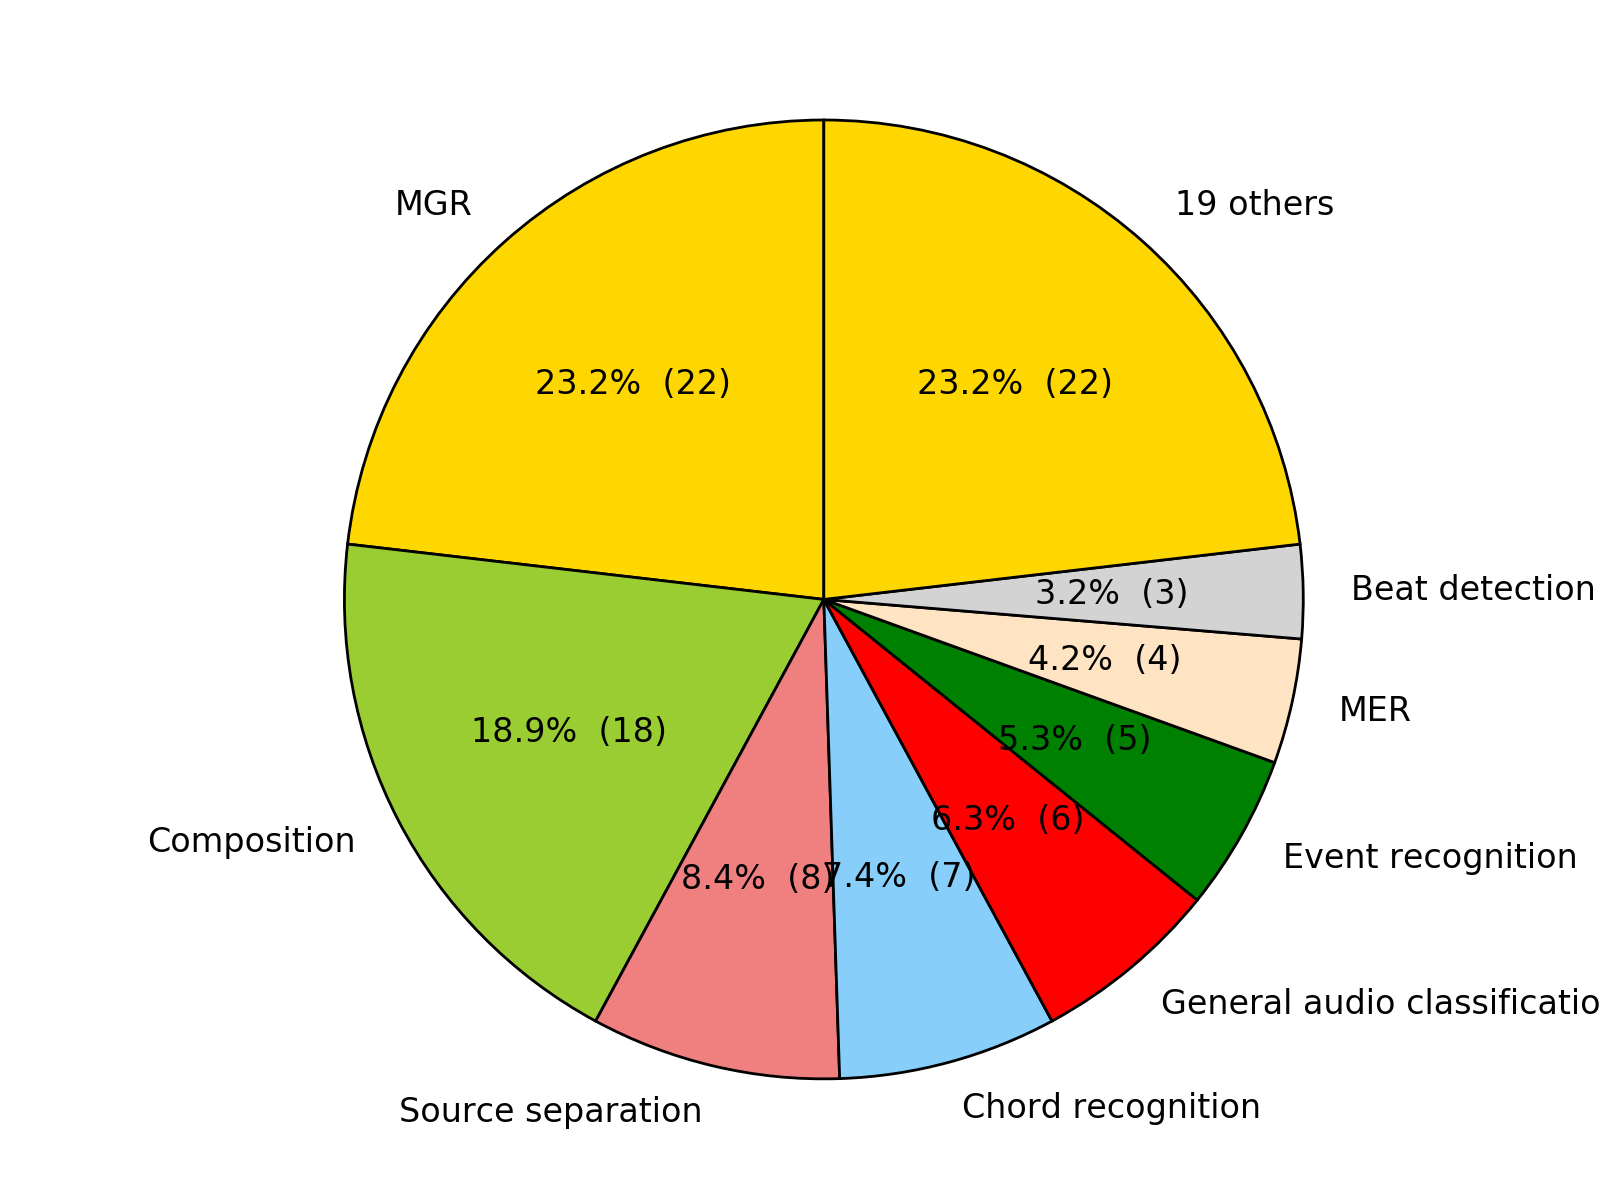 MGR
19 others
23.2%  (22)
23.2%  (22)
3.2%  (3)
Beat detection
4.2%  (4)
MER
18.9%  (18)
5.3%  (5)
6.3%  (6)
Composition
Event recognition
8.4%  (8)
7.4%  (7)
General audio classificatio
Source separation
Chord recognition